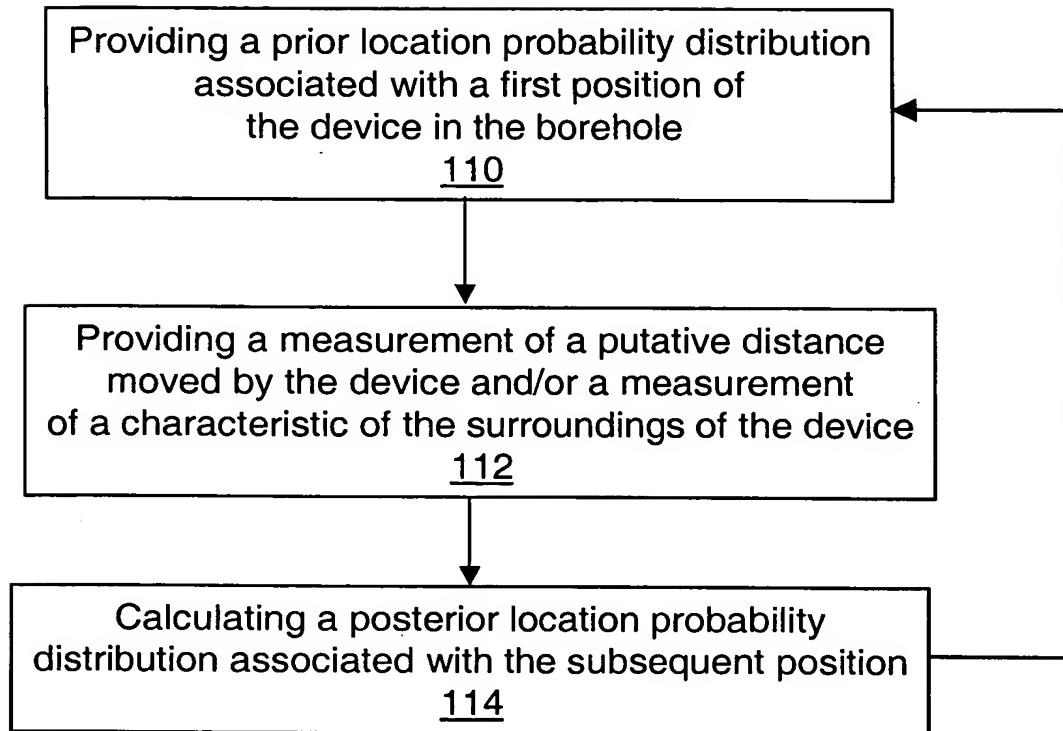 Providing a prior location probability distribution
associated with a first position of
the device in the borehole
110
Providing a measurement of a putative distance
moved by the device and/or a measurement
of a characteristic of the surroundings of the device
112
Calculating a posterior location probability
distribution associated with the subsequent position
114